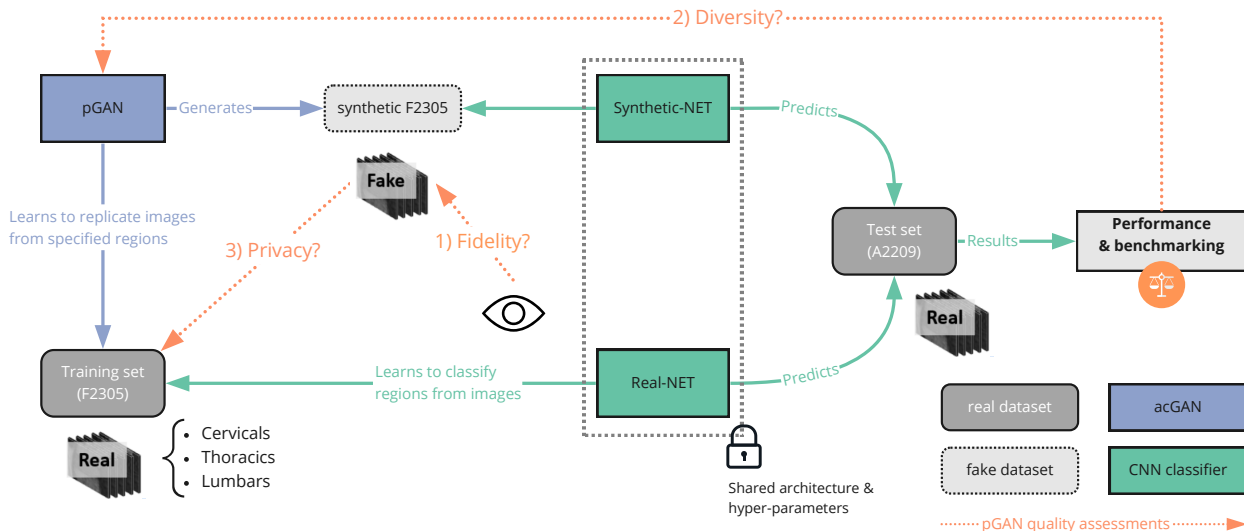 2) Diversity?
pGAN
Generates
synthetic F2305
Synthetic-NET
Predicts
Fake
Learns to replicate images
from specified regions
3) Privacy?
1) Fidelity?
Test set
(A2209)
Results
Performance
& benchmarking
Real
Training set
(F2305)
Learns to classify
regions from images
Real-NET
Predicts
Real
• Cervicals
• Thoracics
• Lumbars
Shared architecture &
hyper-parameters
real dataset
acGAN
fake dataset
CNN classifier
pGAN quality assessments